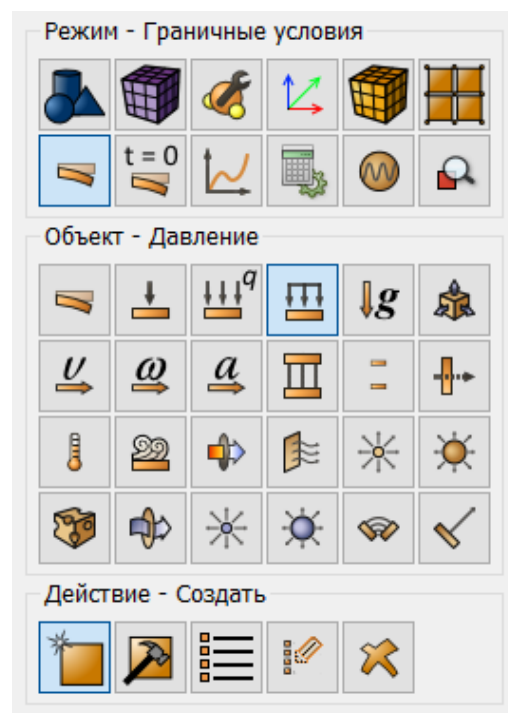 Режим - Граничные условия
t = 0
Объект - Давление
q
g
υ
ω
a
Действие - Создать